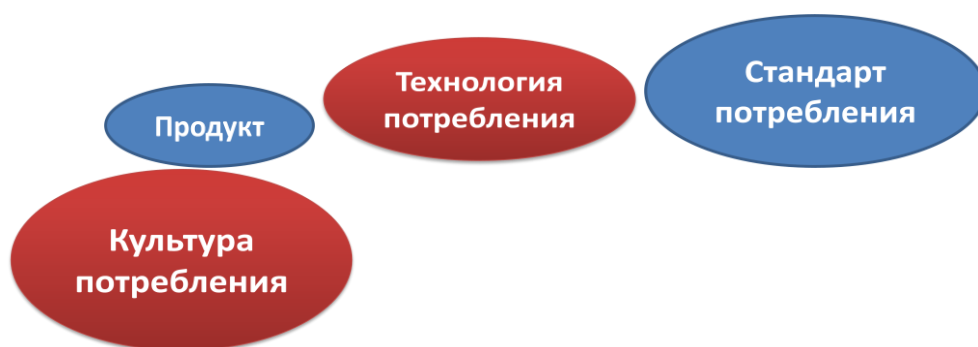 Продукт
Технология
потребления
Стандарт
потребления
Культура
потребления